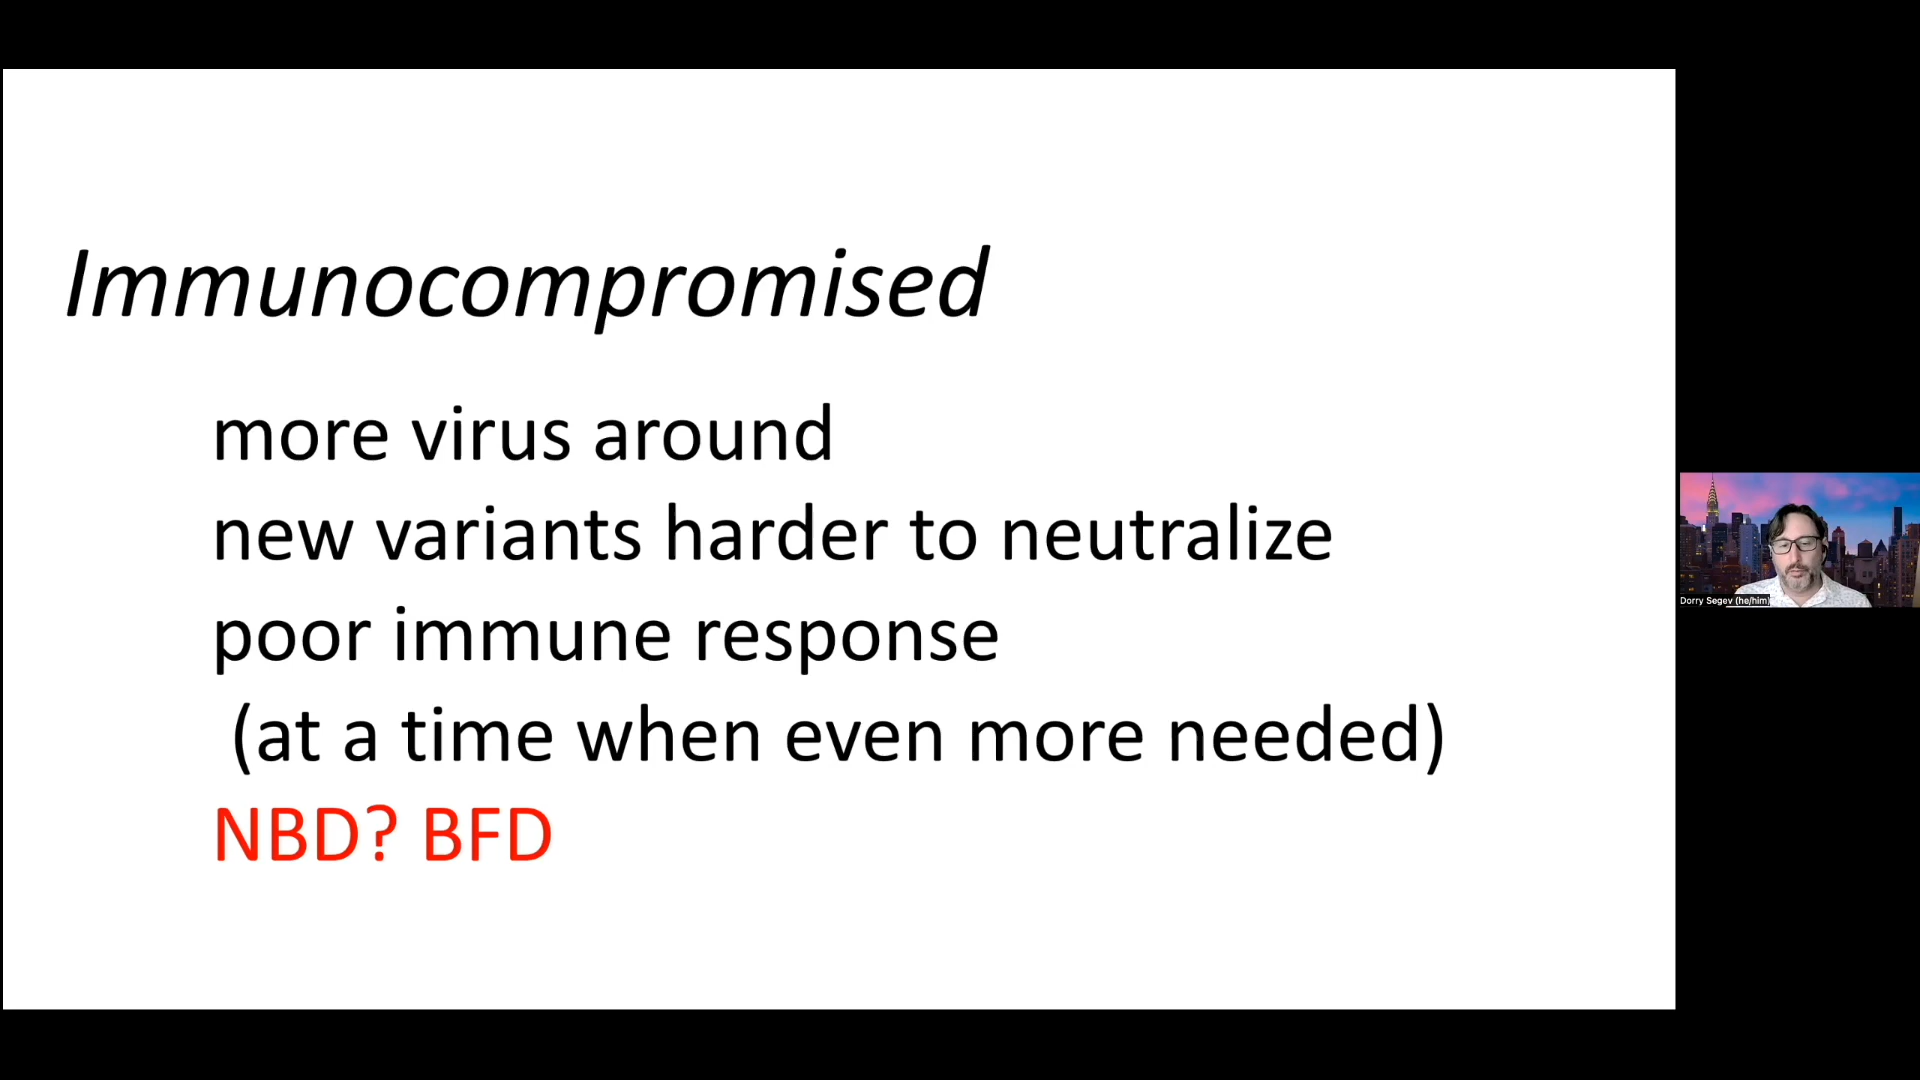 Immunocompromised
more virus around
new variants harder to neutralize
poor immune response
(at a time when even more needed)
NBD? BFD
Dorry Segev (he/him)